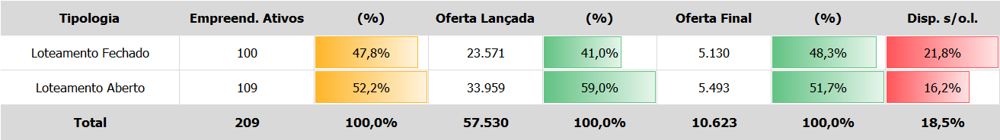 Tipologia Empreend. Ativos (%) Oferta Lançada (%) Oferta Final (%) Disp. s/o.l.
Loteamento Fechado 100 47,8% 23.571 41,0% 5.130 48,3% 21,8%
Loteamento Aberto 109 52,2% 33.959 59,0% 5.493 51,7% 16,2%
Total 209 100,0% 57.530 100,0% 10.623 100,0% 18,5%